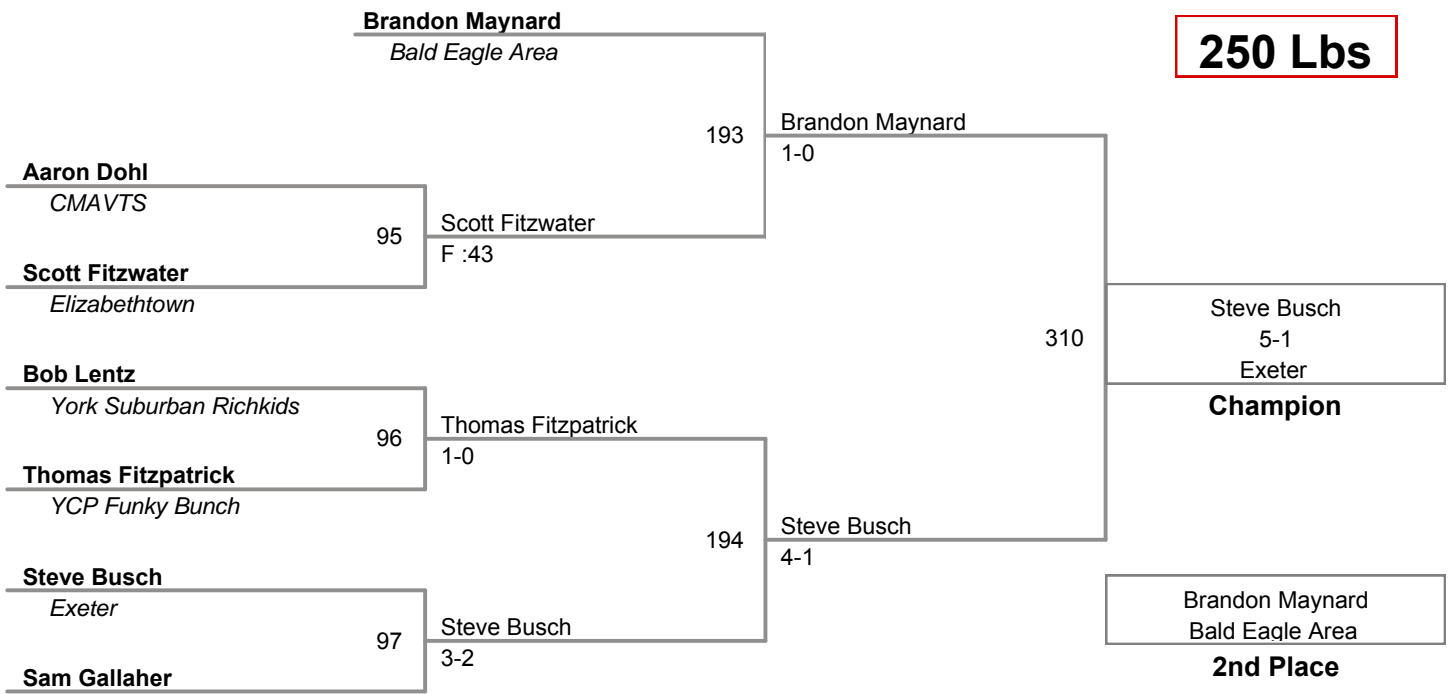 Brandon Maynard
Bald Eagle Area
250 Lbs
193
Brandon Maynard
1-0
Aaron Dohl
CMAVTS
95
Scott Fitzwater
F :43
Scott Fitzwater
Elizabethtown
310
Steve Busch
5-1
Exeter
Champion
Bob Lentz
York Suburban Richkids
96
Thomas Fitzpatrick
1-0
Thomas Fitzpatrick
YCP Funky Bunch
194
Steve Busch
4-1
Steve Busch
Exeter
97
Steve Busch
3-2
Sam Gallaher
Brandon Maynard
Bald Eagle Area
2nd Place